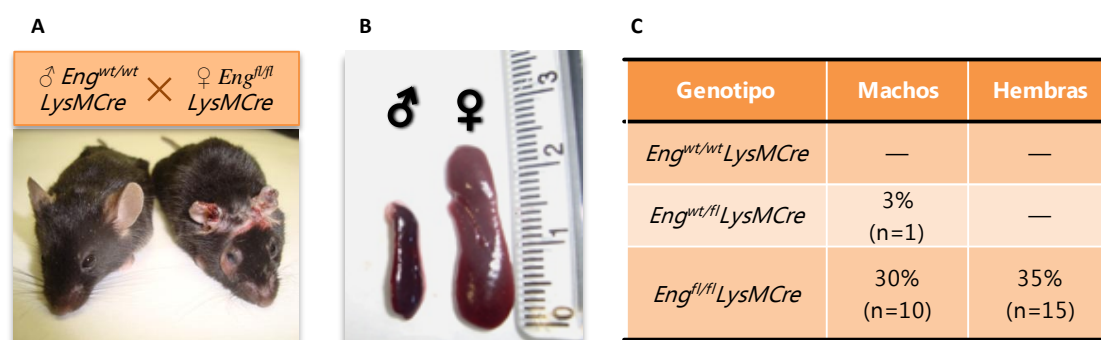 A
♂ Eng^wt/wt × ♀ Eng^fl/fl
LysMCre LysMCre
B
♂ ♀
3
2
1
0
C
Genotipo Machos Hembras
Eng^wt/wt LysMCre — —
Eng^wt/fl LysMCre 3% —
(n=1)
Eng^fl/fl LysMCre 30% 35%
(n=10) (n=15)